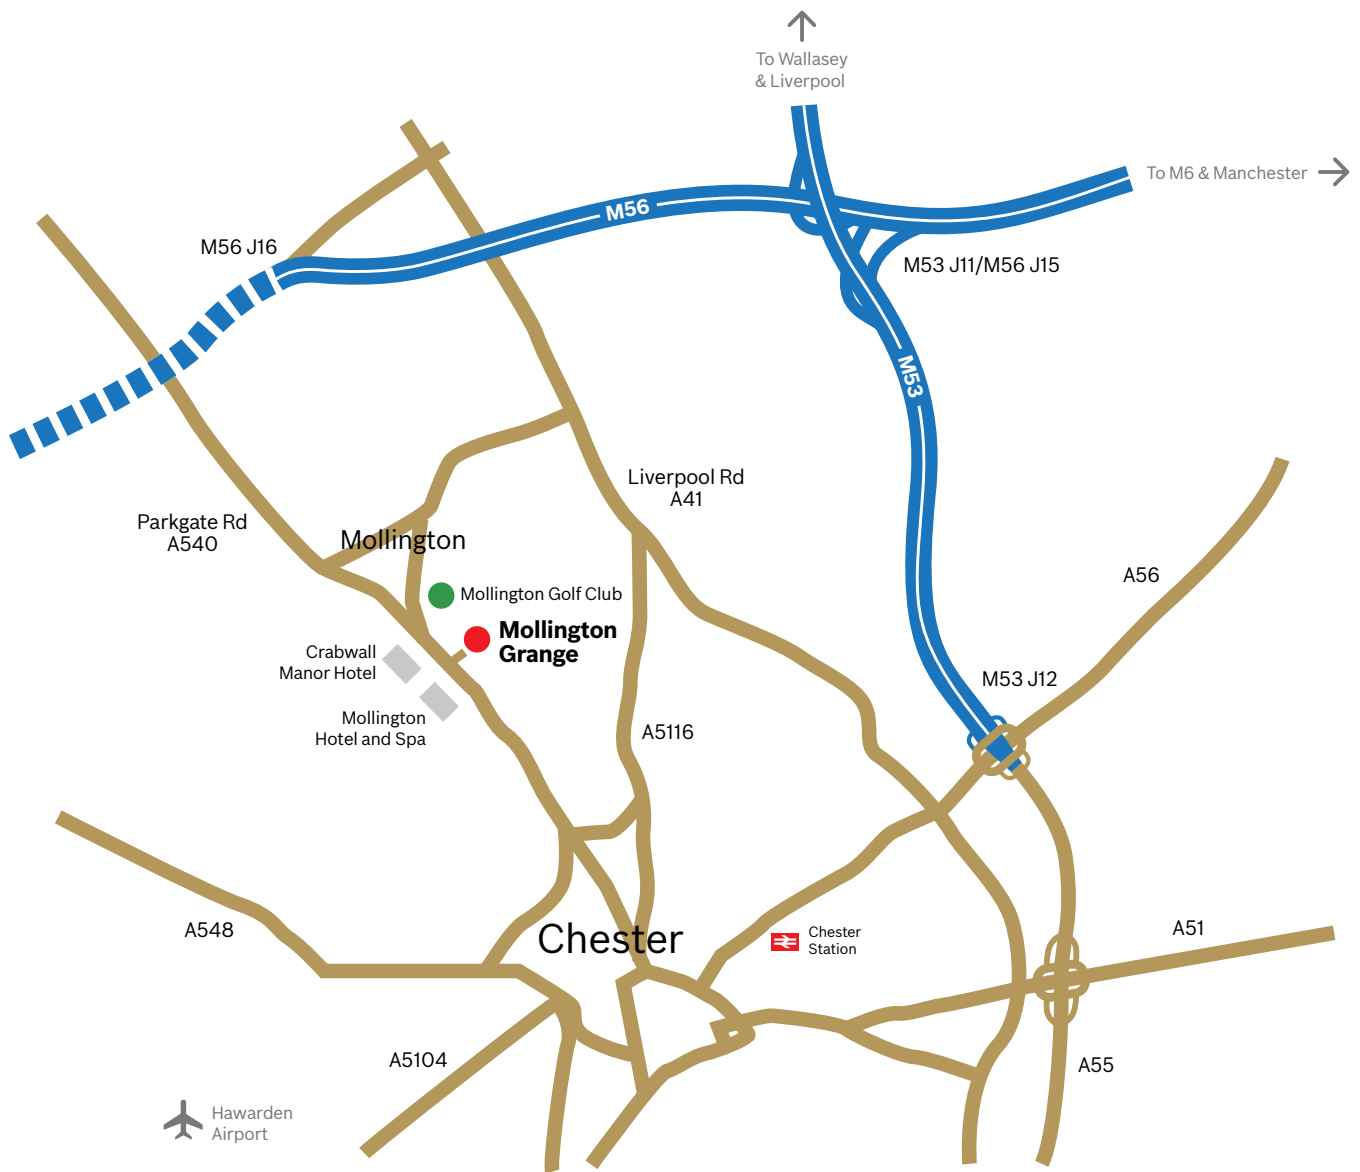 To Wallasey
& Liverpool
To M6 & Manchester
M56
M56 J16
M53 J11/M56 J15
M53
Liverpool Rd
A41
Parkgate Rd
A540
Mollington
A56
Mollington Golf Club
Mollington
Grange
Crabwall
Manor Hotel
M53 J12
Mollington
Hotel and Spa
A5116
A548
Chester
Chester
Station
A51
A5104
A55
Hawarden
Airport